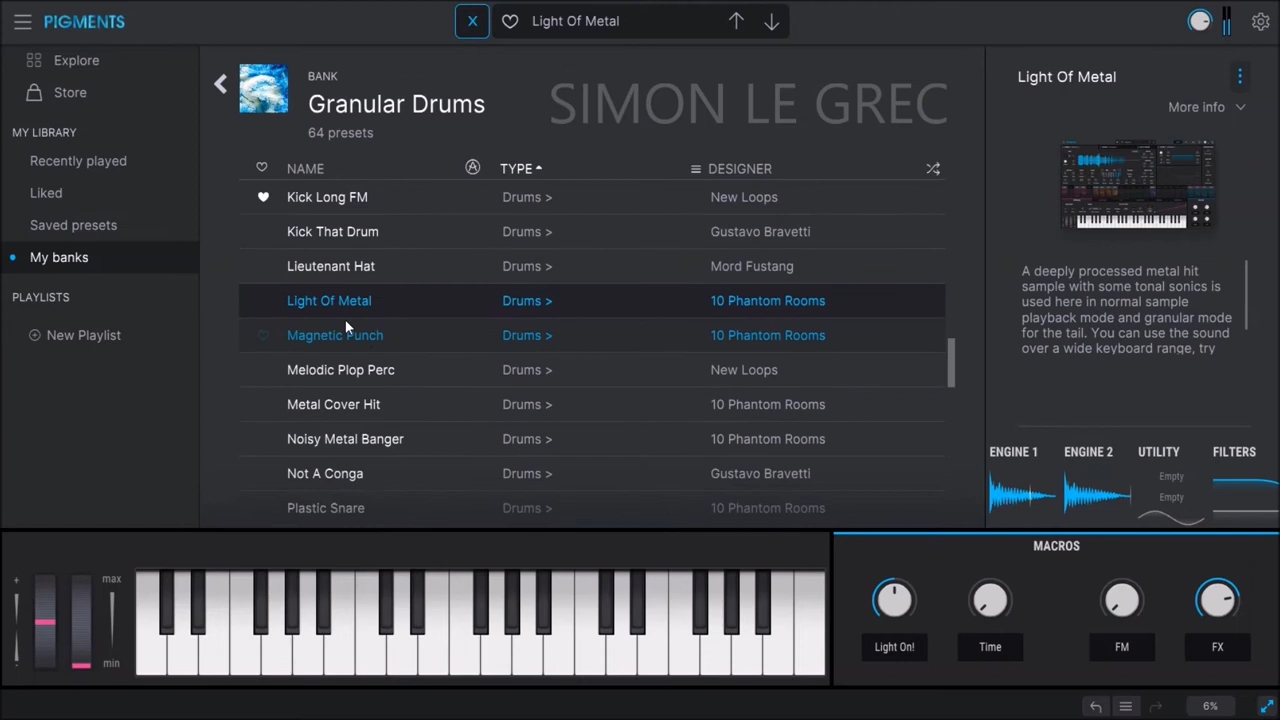 PIGMENTS
X
Light Of Metal
Explore
Store
MY LIBRARY
Recently played
Liked
Saved presets
My banks
PLAYLISTS
New Playlist
BANK
Granular Drums
64 presets
SIMON LE GREC
NAME TYPE DESIGNER
Kick Long FM Drums > New Loops
Kick That Drum Drums > Gustavo Bravetti
Lieutenant Hat Drums > Mord Fustang
Light Of Metal Drums > 10 Phantom Rooms
Magnetic Punch Drums > 10 Phantom Rooms
Melodic Plop Perc Drums > New Loops
Metal Cover Hit Drums > 10 Phantom Rooms
Noisy Metal Banger Drums > 10 Phantom Rooms
Not A Conga Drums > Gustavo Bravetti
Plastic Snare Drums > 10 Phantom Rooms
Light Of Metal
More info
A deeply processed metal hit
sample with some tonal sonics is
used here in normal sample
playback mode and granular mode
for the tail. You can use the sound
over a wide keyboard range, try
ENGINE 1 ENGINE 2 UTILITY FILTERS
Empty
Empty
+
-
max
min
MACROS
Light On! Time FM FX
6%